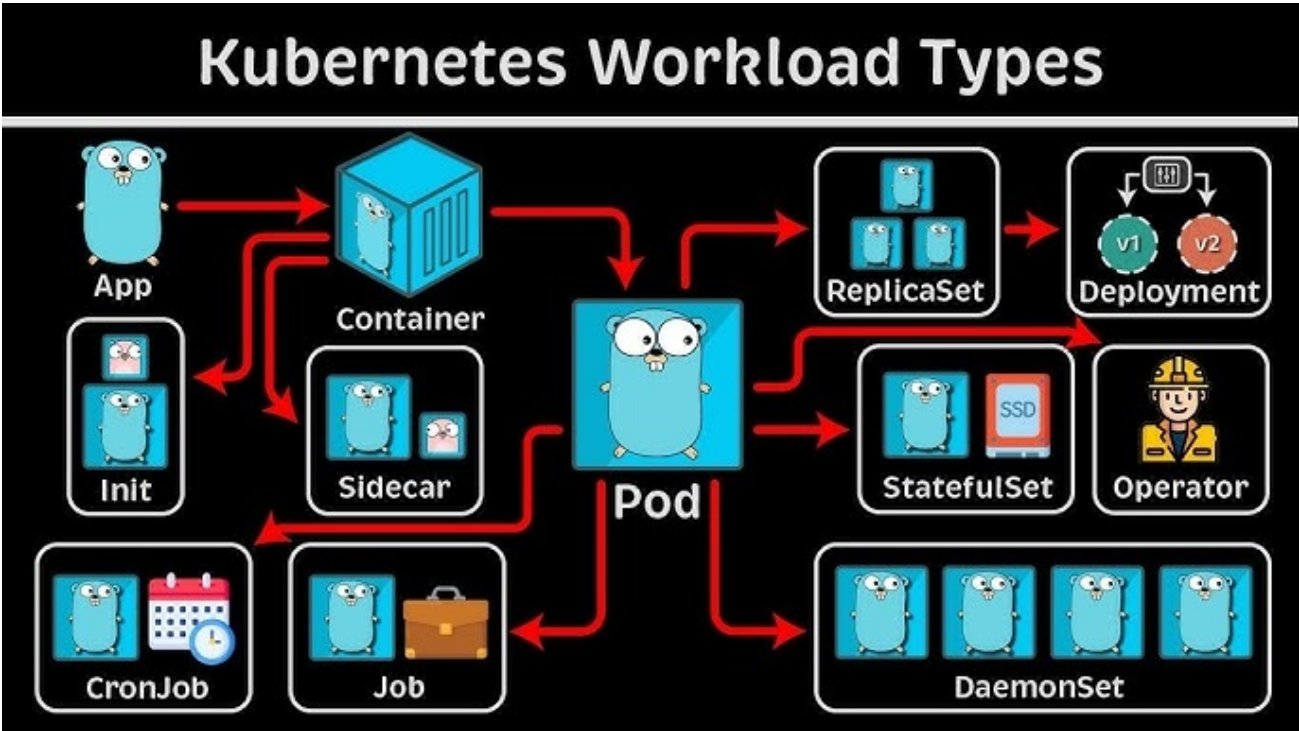 Kubernetes Workload Types
App
Container
Init
Sidecar
Pod
ReplicaSet
v1
v2
Deployment
SSD
StatefulSet
Operator
CronJob
Job
DaemonSet